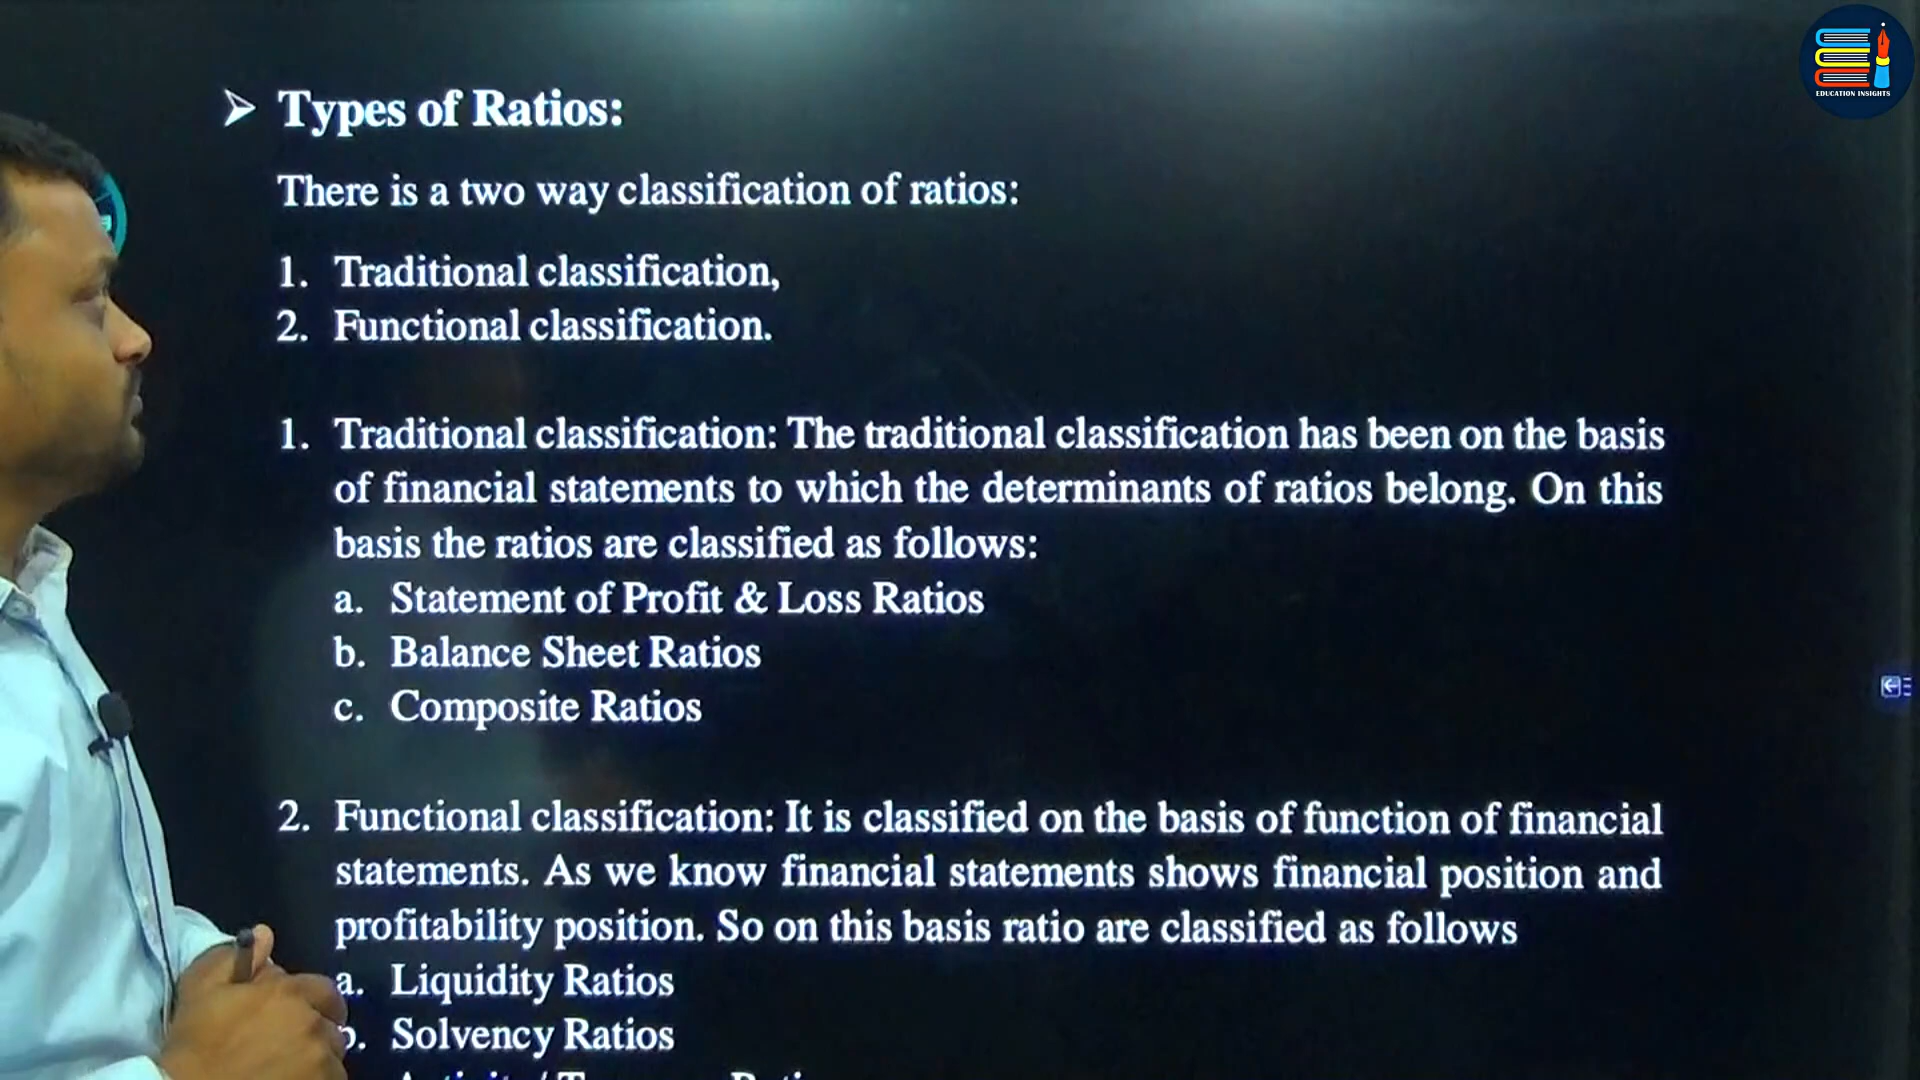 EDUCATION INSIGHTS
➤ Types of Ratios:
There is a two way classification of ratios:
1. Traditional classification,
2. Functional classification.
1. Traditional classification: The traditional classification has been on the basis
of financial statements to which the determinants of ratios belong. On this
basis the ratios are classified as follows:
a. Statement of Profit & Loss Ratios
b. Balance Sheet Ratios
c. Composite Ratios
2. Functional classification: It is classified on the basis of function of financial
statements. As we know financial statements shows financial position and
profitability position. So on this basis ratio are classified as follows
a. Liquidity Ratios
b. Solvency Ratios